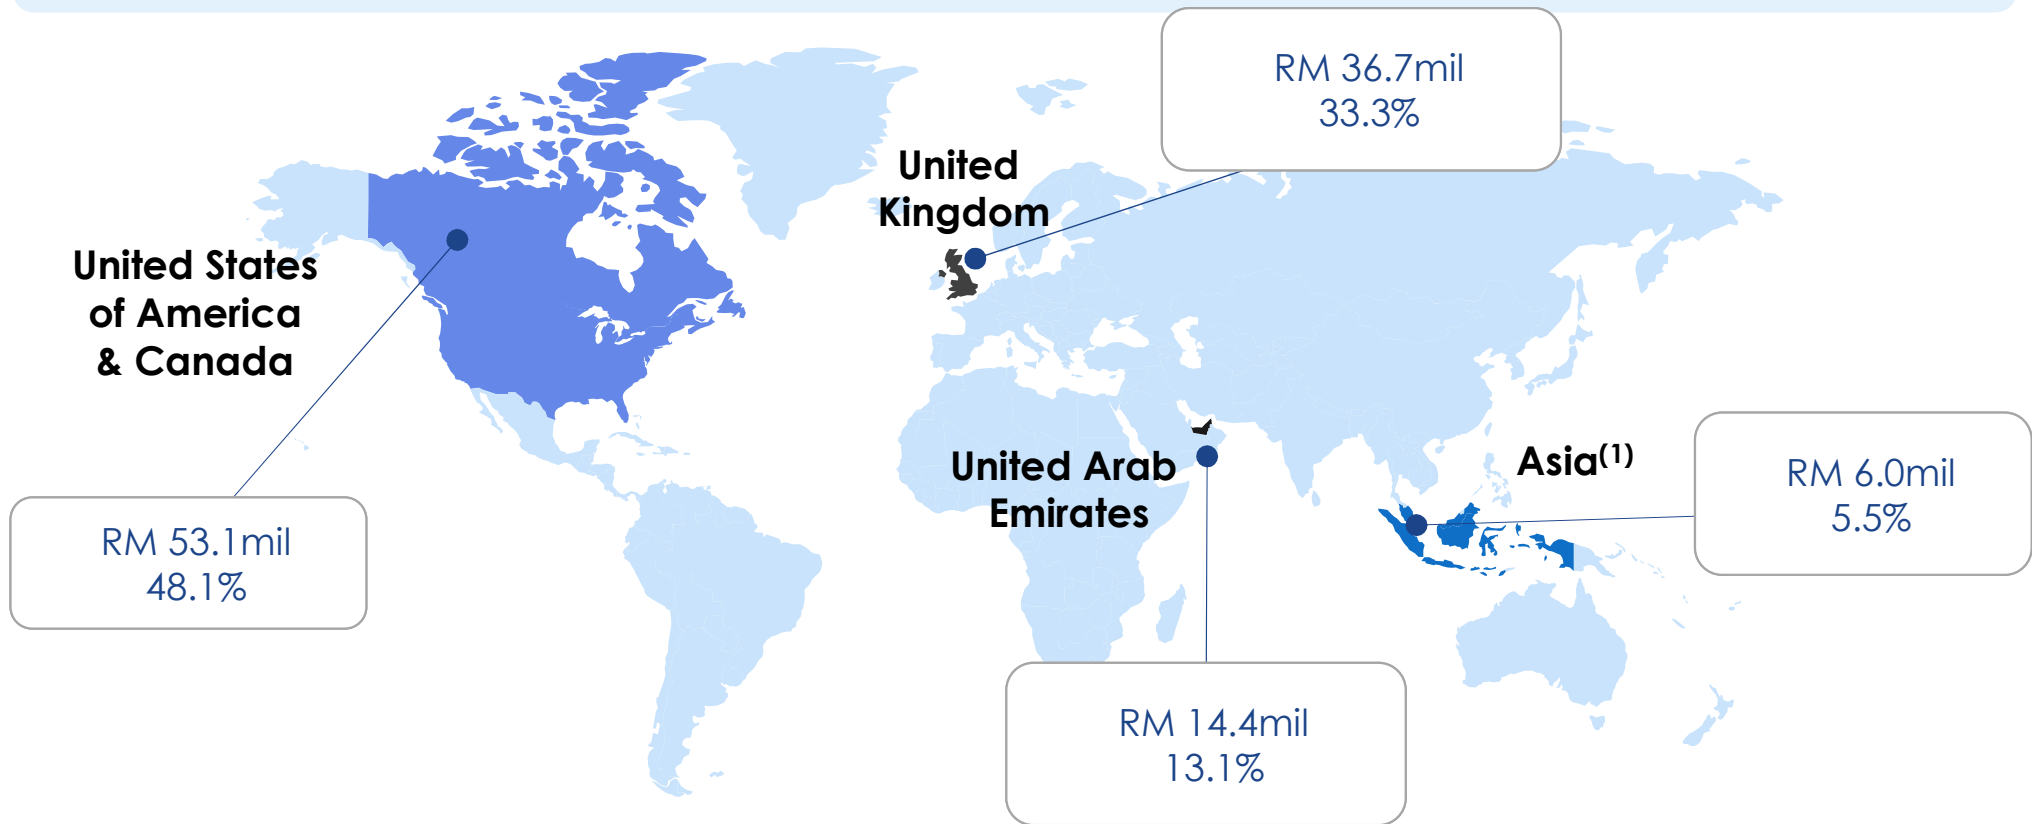 RM 36.7mil
33.3%
United
Kingdom
United States
of America
& Canada
RM 53.1mil
48.1%
United Arab
Emirates
RM 14.4mil
13.1%
Asia(1)
RM 6.0mil
5.5%